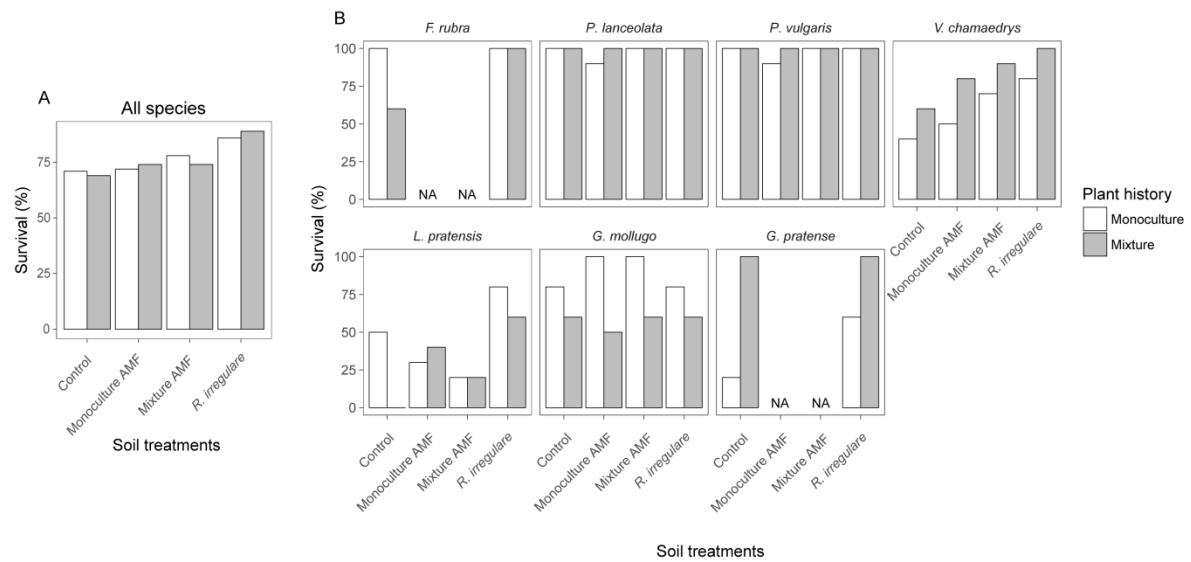 A
All species
Survival (%)
75
50
25
0
Control
Monoculture AMF
Mixture AMF
R. irregulare
Soil treatments
B
F. rubra
P. lanceolata
P. vulgaris
V. chamaedrys
Survival (%)
100
75
50
25
0
NA NA
Control
Monoculture AMF
Mixture AMF
R. irregulare
L. pratensis
G. mollugo
G. pratense
100
75
50
25
0
NA NA
Control
Monoculture AMF
Mixture AMF
R. irregulare
Control
Monoculture AMF
Mixture AMF
R. irregulare
Control
Monoculture AMF
Mixture AMF
R. irregulare
Soil treatments
Plant history
Monoculture
Mixture